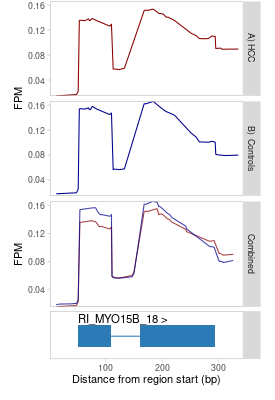 0.16
0.12
0.08
0.04
A) HCC
FPM
0.16
0.12
0.08
0.04
B) Controls
0.16
0.12
0.08
0.04
Combined
FPM
RI_MYO15B_18 >
100
200
300
Distance from region start (bp)